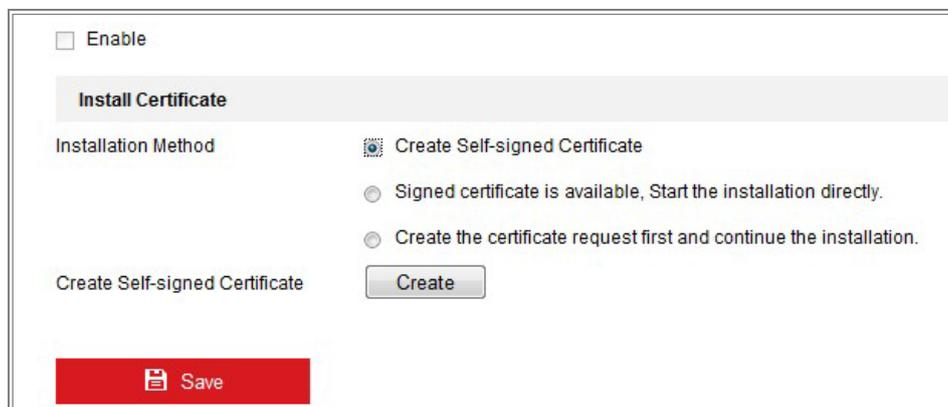 Enable
Install Certificate
Installation Method
Create Self-signed Certificate
Signed certificate is available, Start the installation directly.
Create the certificate request first and continue the installation.
Create Self-signed Certificate
Create
Save